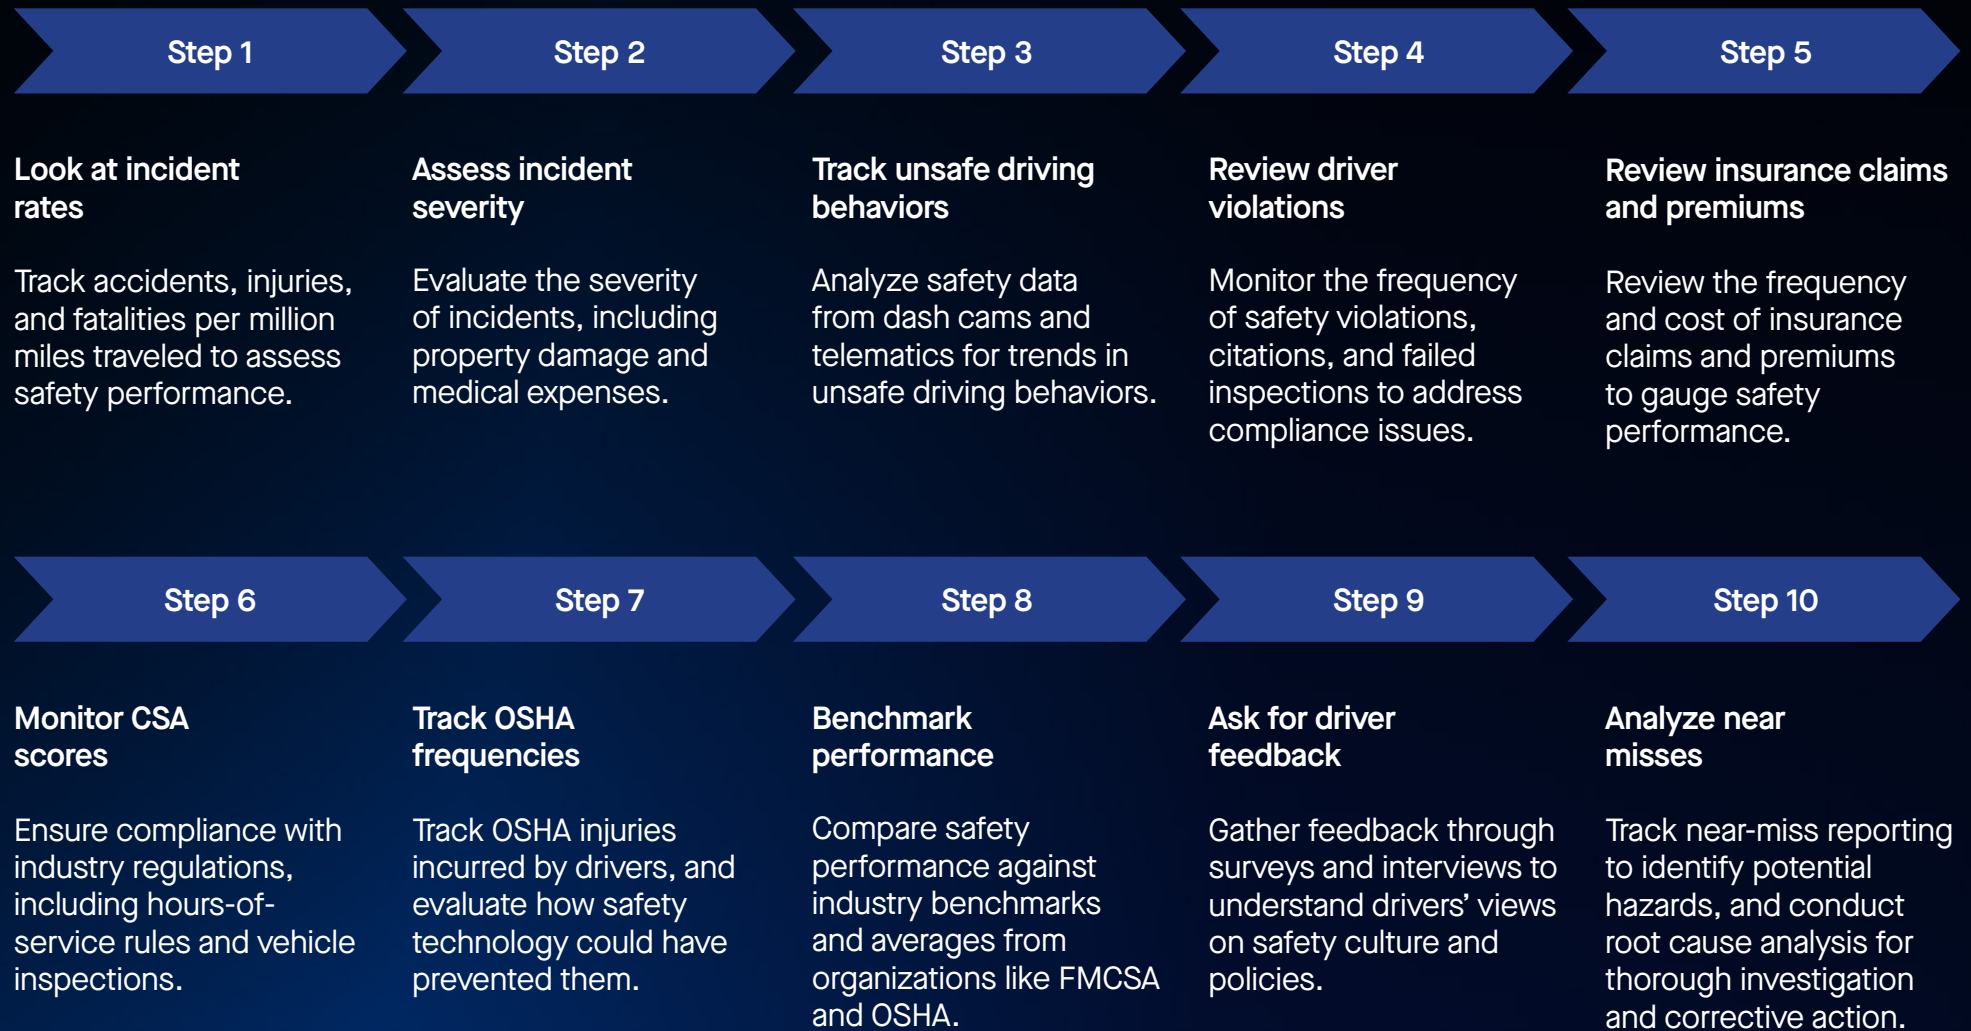 Step 1
Look at incident
rates
Track accidents, injuries,
and fatalities per million
miles traveled to assess
safety performance.
Step 2
Assess incident
severity
Evaluate the severity
of incidents, including
property damage and
medical expenses.
Step 3
Track unsafe driving
behaviors
Analyze safety data
from dash cams and
telematics for trends in
unsafe driving behaviors.
Step 4
Review driver
violations
Monitor the frequency
of safety violations,
citations, and failed
inspections to address
compliance issues.
Step 5
Review insurance claims
and premiums
Review the frequency
and cost of insurance
claims and premiums
to gauge safety
performance.
Step 6
Monitor CSA
scores
Ensure compliance with
industry regulations,
including hours-of-
service rules and vehicle
inspections.
Step 7
Track OSHA
frequencies
Track OSHA injuries
incurred by drivers, and
evaluate how safety
technology could have
prevented them.
Step 8
Benchmark
performance
Compare safety
performance against
industry benchmarks
and averages from
organizations like FMCSA
and OSHA.
Step 9
Ask for driver
feedback
Gather feedback through
surveys and interviews to
understand drivers’ views
on safety culture and
policies.
Step 10
Analyze near
misses
Track near-miss reporting
to identify potential
hazards, and conduct
root cause analysis for
thorough investigation
and corrective action.